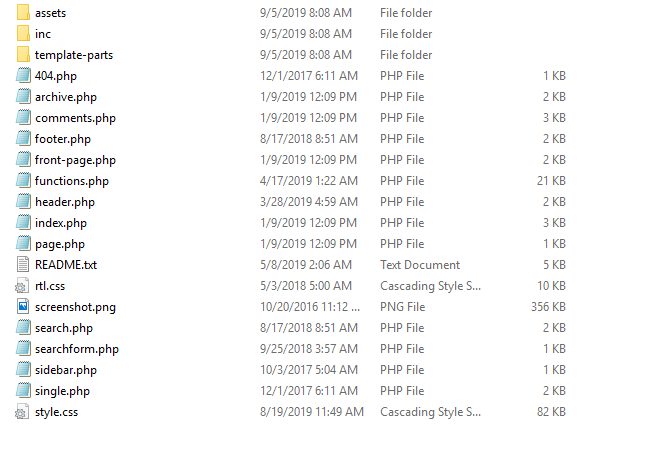 assets 9/5/2019 8:08 AM File folder
inc 9/5/2019 8:08 AM File folder
template-parts 9/5/2019 8:08 AM File folder
404.php 12/1/2017 6:11 AM PHP File 1 KB
archive.php 1/9/2019 12:09 PM PHP File 2 KB
comments.php 1/9/2019 12:09 PM PHP File 3 KB
footer.php 8/17/2018 8:51 AM PHP File 2 KB
front-page.php 1/9/2019 12:09 PM PHP File 2 KB
functions.php 4/17/2019 1:22 AM PHP File 21 KB
header.php 3/28/2019 4:59 AM PHP File 2 KB
index.php 1/9/2019 12:09 PM PHP File 3 KB
page.php 1/9/2019 12:09 PM PHP File 1 KB
README.txt 5/8/2019 2:06 AM Text Document 5 KB
rtl.css 5/3/2018 5:00 AM Cascading Style S... 10 KB
screenshot.png 10/20/2016 11:12 ... PNG File 356 KB
search.php 8/17/2018 8:51 AM PHP File 2 KB
searchform.php 9/25/2018 3:57 AM PHP File 1 KB
sidebar.php 10/3/2017 5:04 AM PHP File 1 KB
single.php 12/1/2017 6:11 AM PHP File 2 KB
style.css 8/19/2019 11:49 AM Cascading Style S... 82 KB